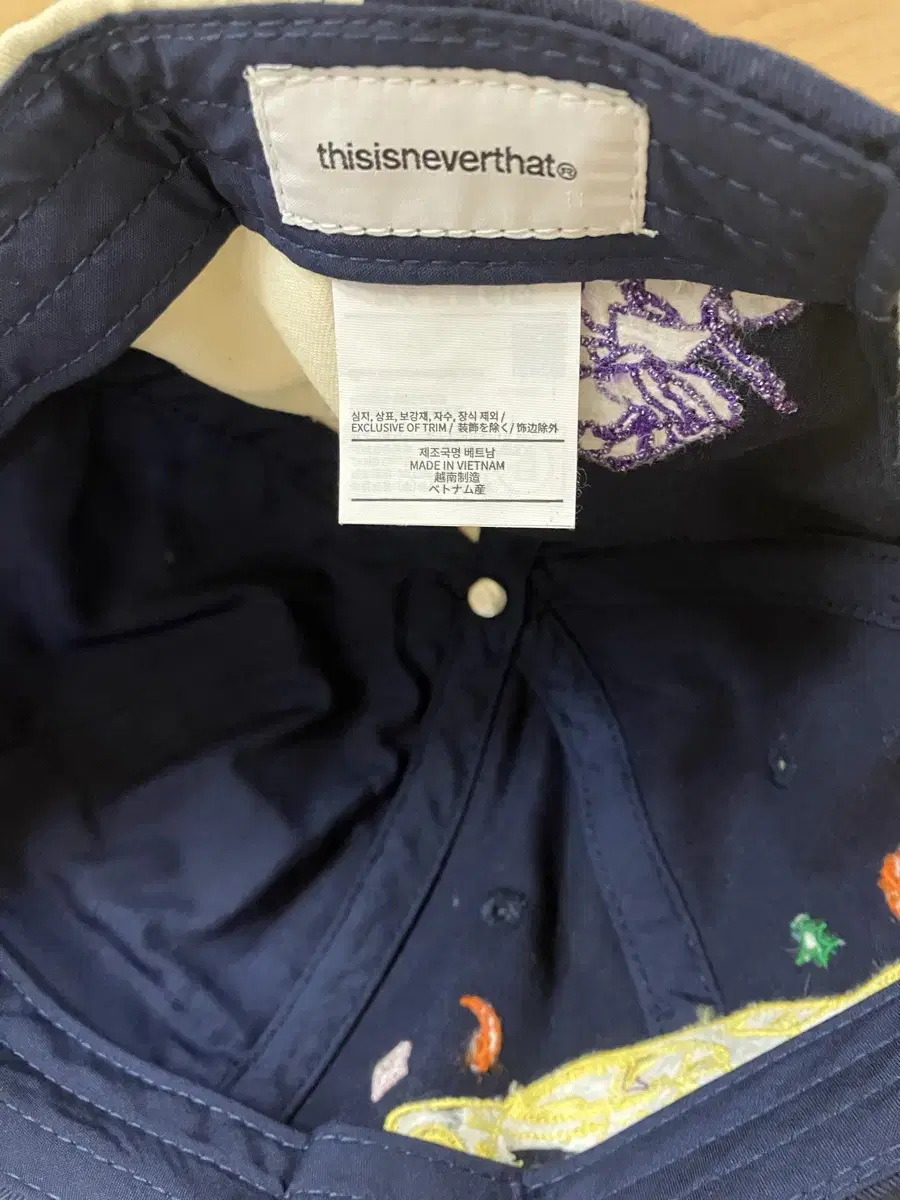 thisisneverthat®
심지, 상표, 보강재, 자수, 장식 제외 /
EXCLUSIVE OF TRIM / 装飾を除く / 饰边除外
제조국명 베트남
MADE IN VIETNAM
越南制造
ベトナム産